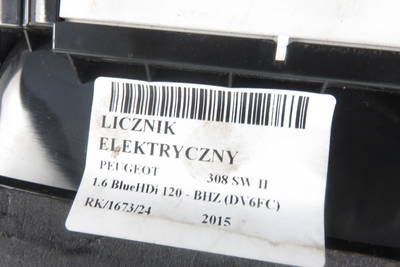 LICZNIK
ELEKTRYCZNY
PEUGEOT 308 SW II
1.6 BlueHDi 120 - BHZ (DV6FC)
RK/1673/24 2015